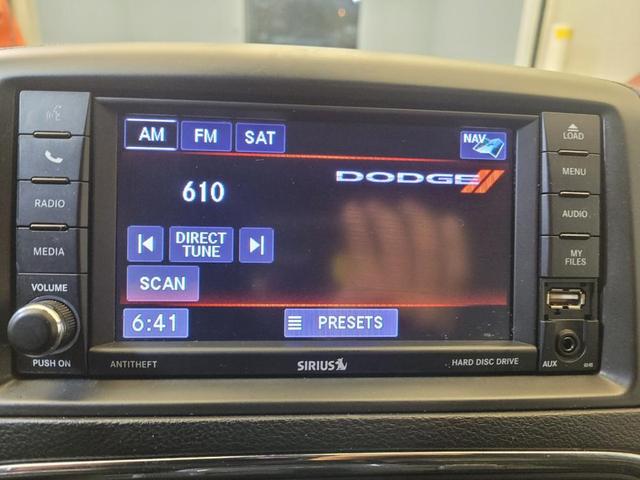 AM FM SAT
NAV
LOAD
MENU
RADIO
610
DODGE
AUDIO
MEDIA
DIRECT
TUNE
MY
FILES
SCAN
VOLUME
6:41
PRESETS
PUSH ON
ANTITHEFT
SIRIUS
HARD DISC DRIVE
AUX